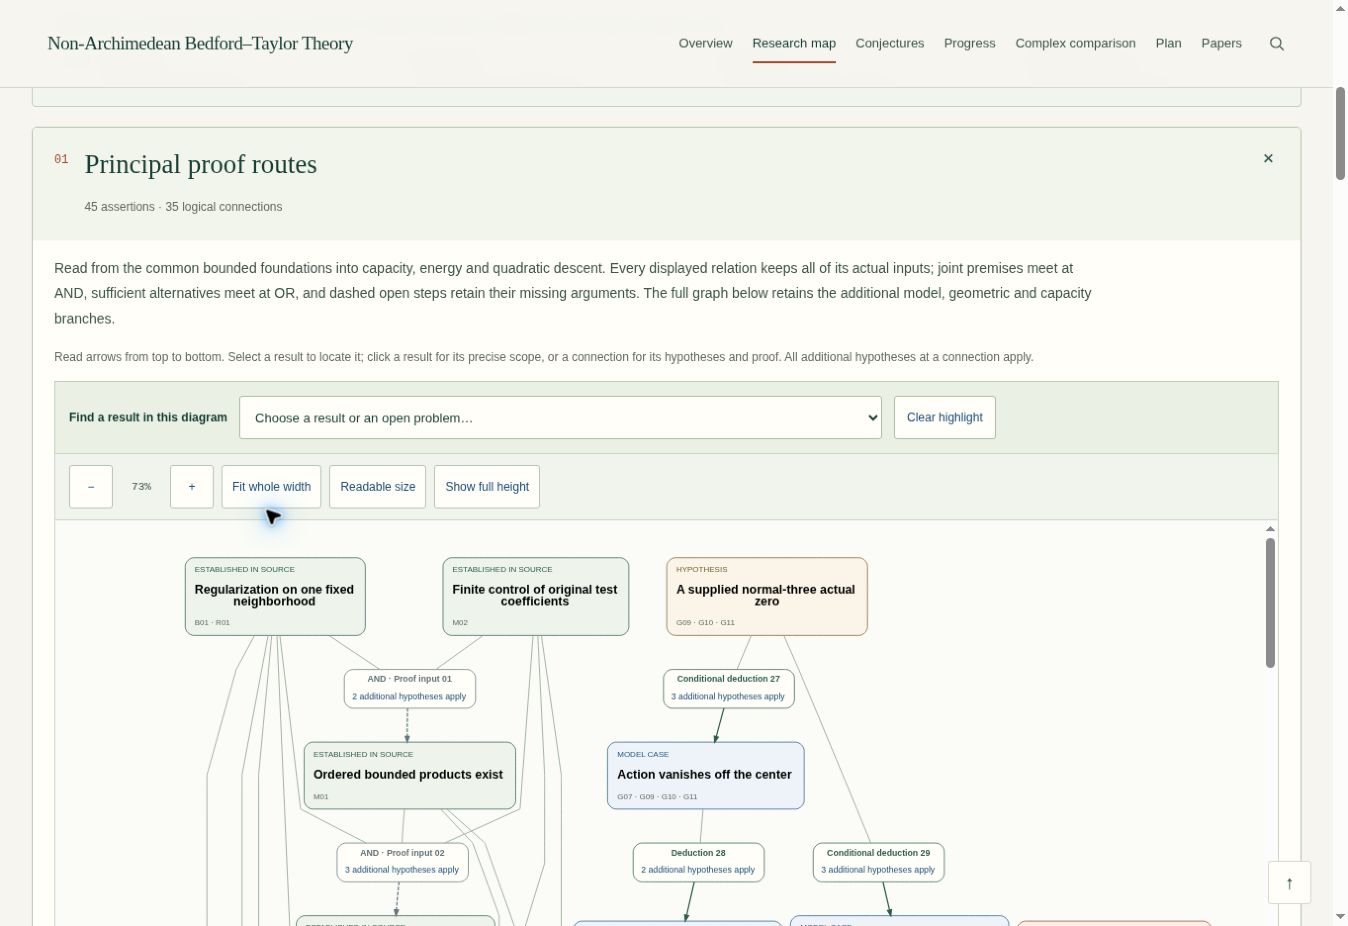 Non-Archimedean Bedford–Taylor Theory
Overview
Research map
Conjectures
Progress
Complex comparison
Plan
Papers
01
Principal proof routes
×
45 assertions · 35 logical connections
Read from the common bounded foundations into capacity, energy and quadratic descent. Every displayed relation keeps all of its actual inputs; joint premises meet at
AND, sufficient alternatives meet at OR, and dashed open steps retain their missing arguments. The full graph below retains the additional model, geometric and capacity
branches.
Read arrows from top to bottom. Select a result to locate it; click a result for its precise scope, or a connection for its hypotheses and proof. All additional hypotheses at a connection apply.
Find a result in this diagram
Choose a result or an open problem…
Clear highlight
−
73%
+
Fit whole width
Readable size
Show full height
ESTABLISHED IN SOURCE
Regularization on one fixed
neighborhood
B01 · R01
ESTABLISHED IN SOURCE
Finite control of original test
coefficients
M02
HYPOTHESIS
A supplied normal-three actual
zero
G09 · G10 · G11
AND · Proof input 01
2 additional hypotheses apply
Conditional deduction 27
3 additional hypotheses apply
ESTABLISHED IN SOURCE
Ordered bounded products exist
M01
MODEL CASE
Action vanishes off the center
G07 · G09 · G10 · G11
AND · Proof input 02
3 additional hypotheses apply
Deduction 28
2 additional hypotheses apply
Conditional deduction 29
3 additional hypotheses apply
↑